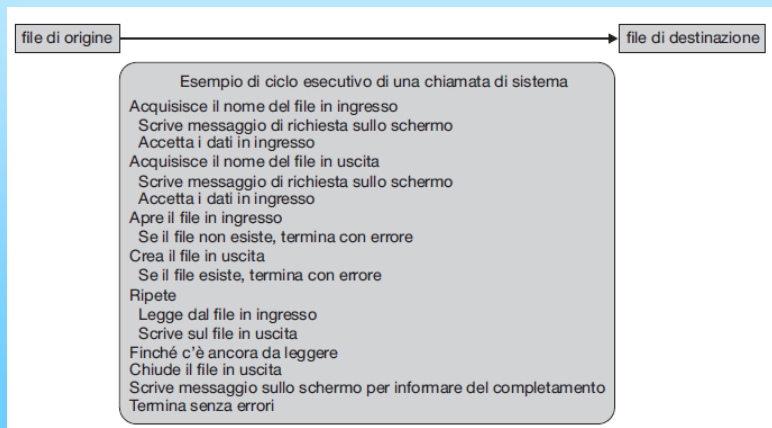 file di origine
file di destinazione
Esempio di ciclo esecutivo di una chiamata di sistema
Acquisisce il nome del file in ingresso
Scrive messaggio di richiesta sullo schermo
Accetta i dati in ingresso
Acquisisce il nome del file in uscita
Scrive messaggio di richiesta sullo schermo
Accetta i dati in ingresso
Apre il file in ingresso
Se il file non esiste, termina con errore
Crea il file in uscita
Se il file esiste, termina con errore
Ripete
Legge dal file in ingresso
Scrive sul file in uscita
Finché c'è ancora da leggere
Chiude il file in uscita
Scrive messaggio sullo schermo per informare del completamento
Termina senza errori